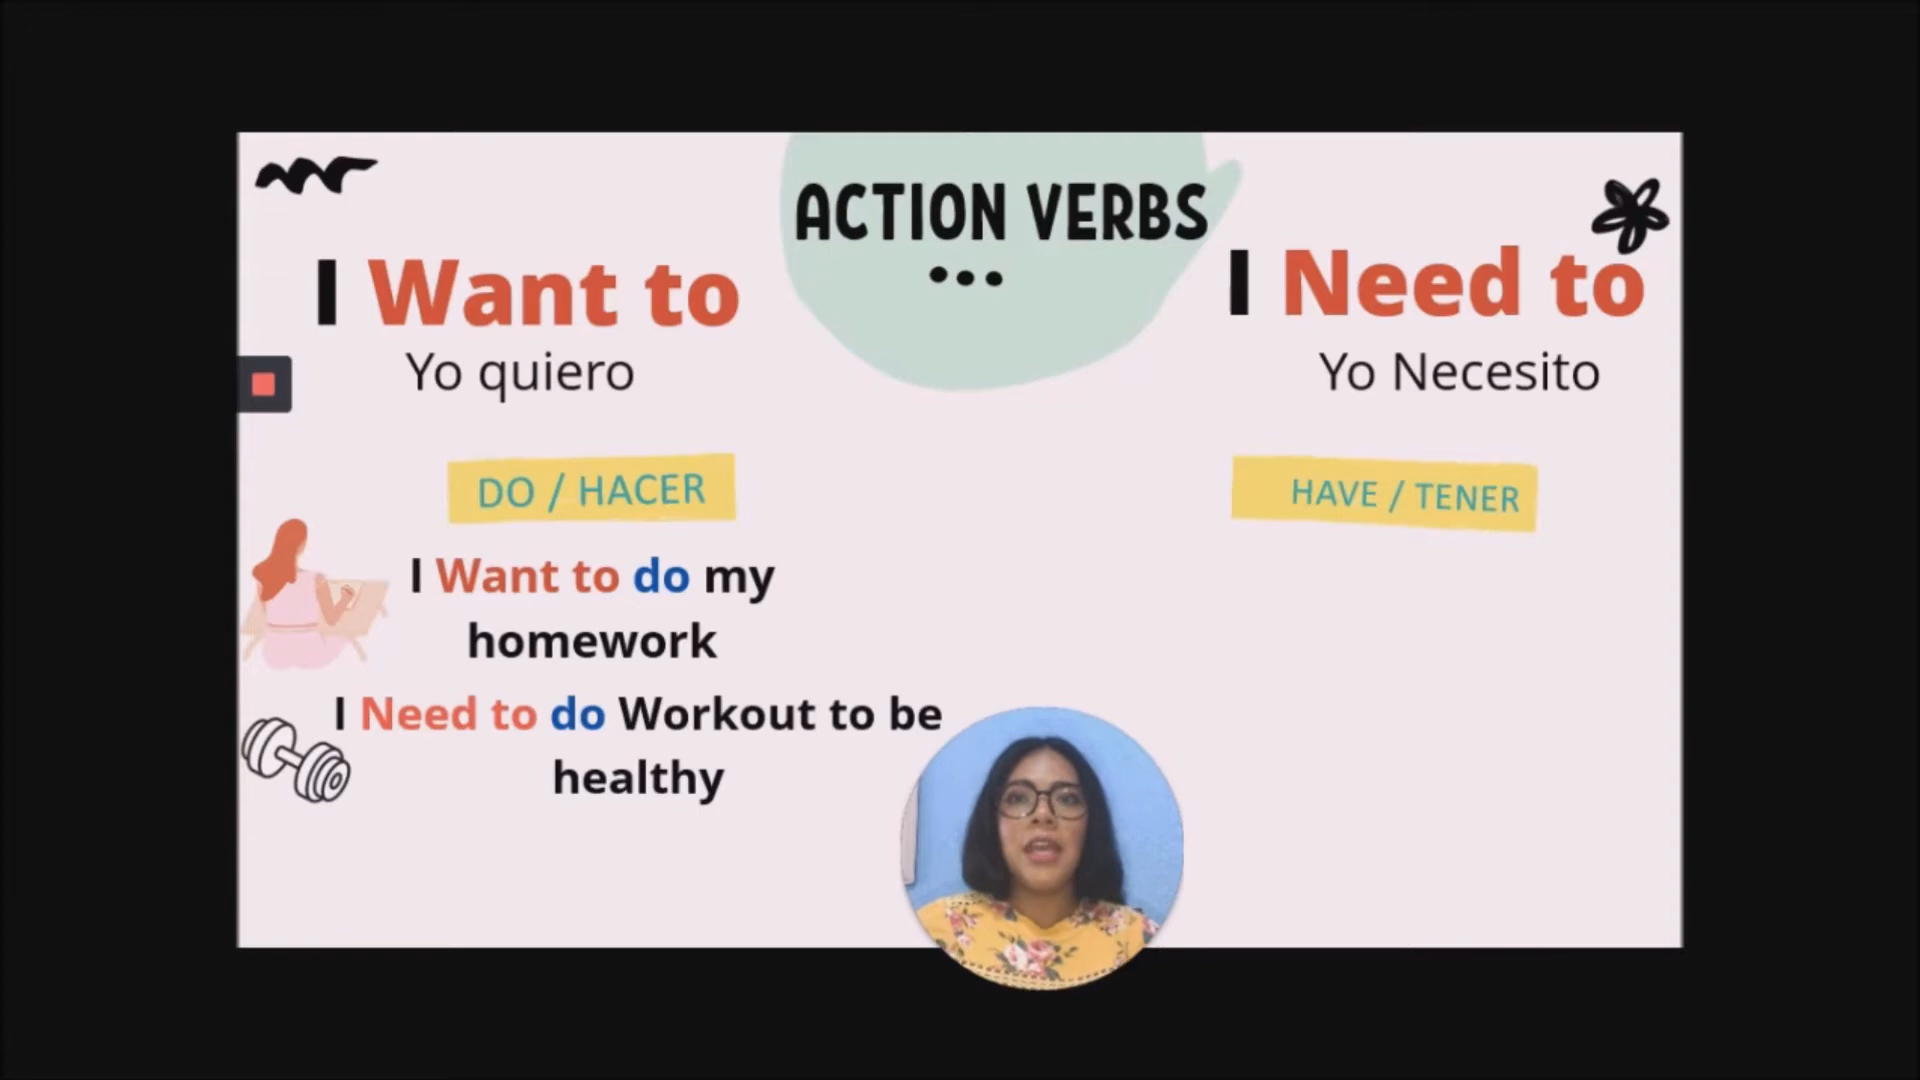 ACTION VERBS
I Want to
Yo quiero
I Need to
Yo Necesito
DO / HACER
I Want to do my
homework
I Need to do Workout to be
healthy
HAVE / TENER